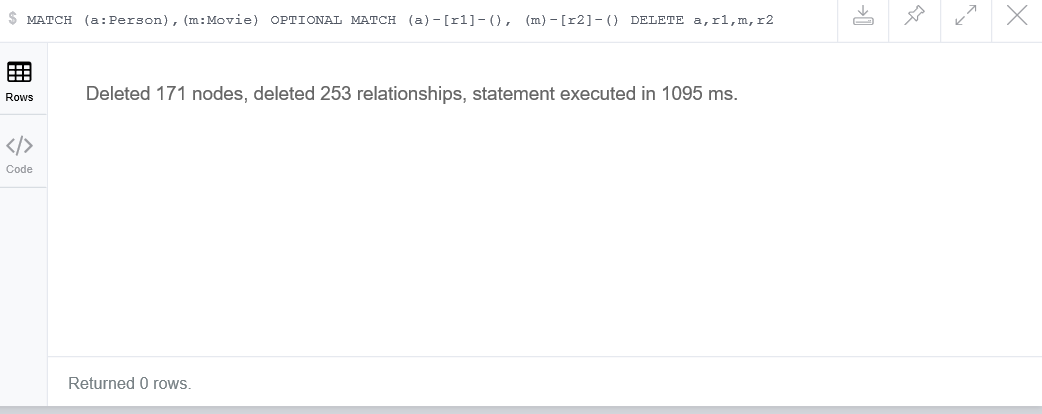 $ MATCH (a:Person),(m:Movie) OPTIONAL MATCH (a)-[r1]-(), (m)-[r2]-() DELETE a,r1,m,r2
Rows
Deleted 171 nodes, deleted 253 relationships, statement executed in 1095 ms.
</>
Code
Returned 0 rows.